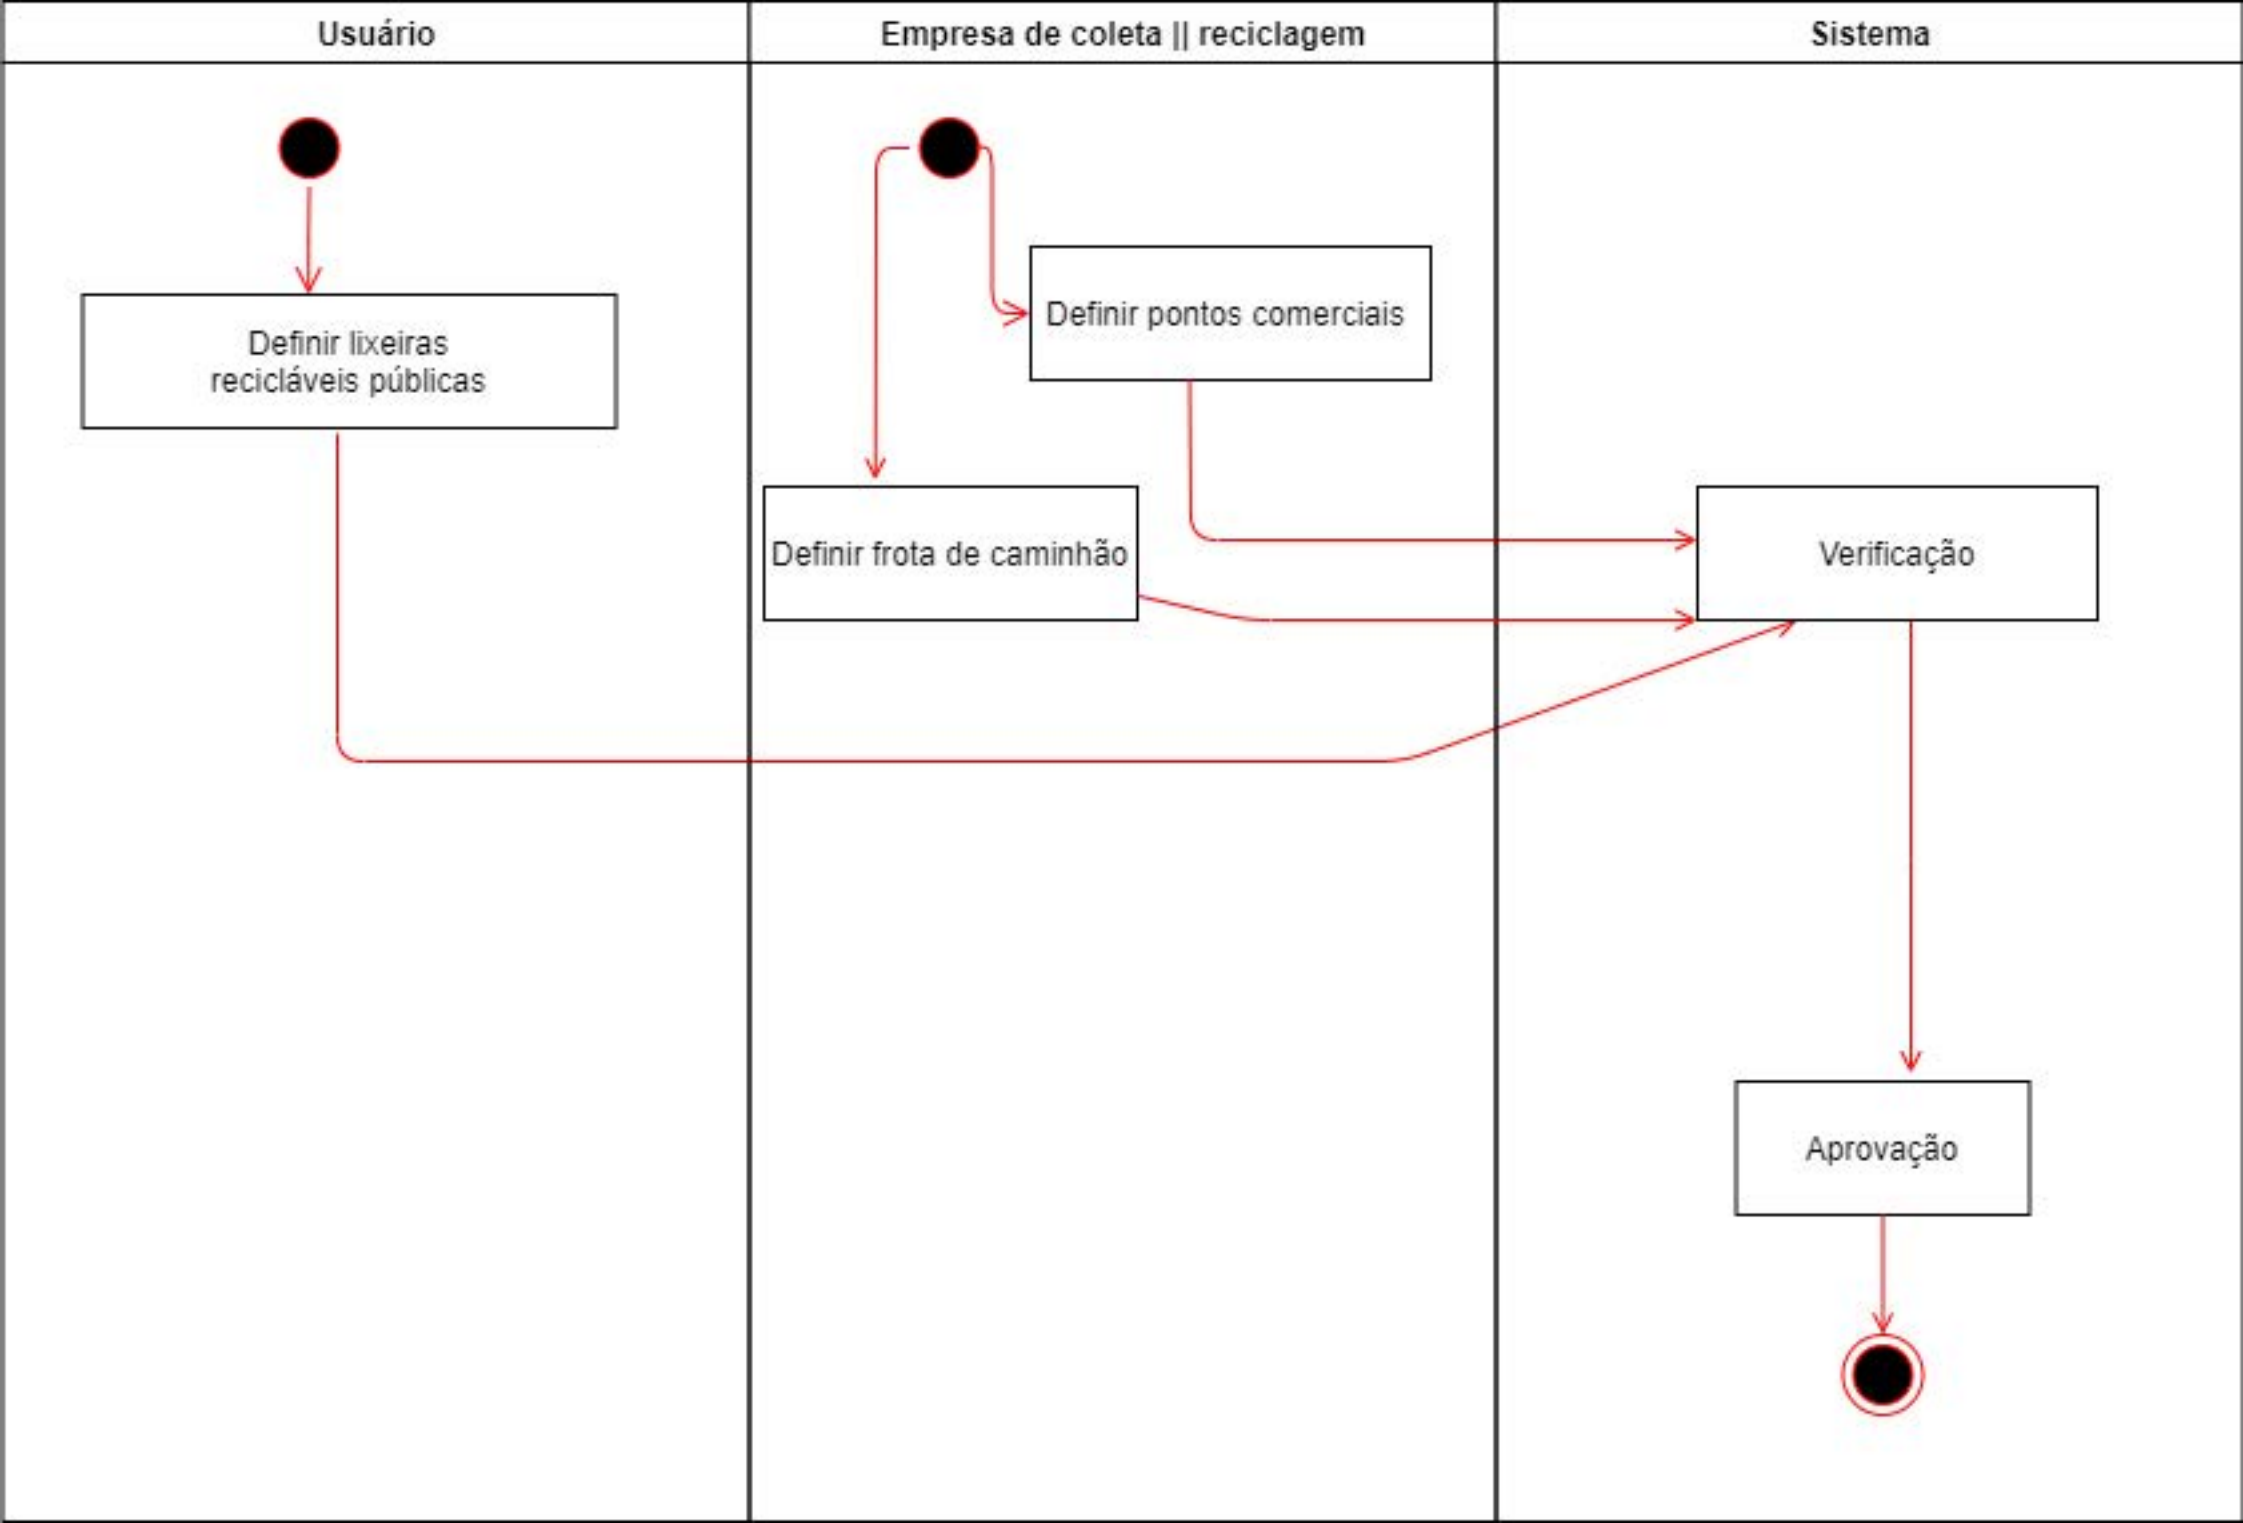 Usuário
Empresa de coleta || reciclagem
Sistema
Definir lixeiras
recicláveis públicas
Definir pontos comerciais
Definir frota de caminhão
Verificação
Aprovação